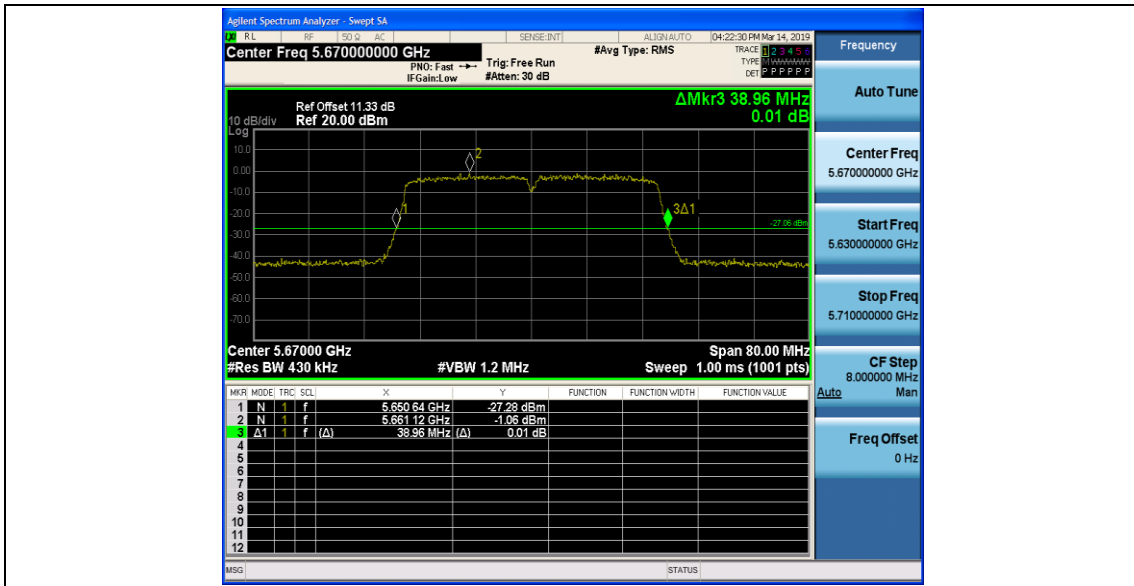 Agilent Spectrum Analyzer - Swept SA
RL RF 50 Ω AC SENSE:INT ALIGNAUTO 04:22:30 PM Mar 14, 2019
Center Freq 5.670000000 GHz #Avg Type: RMS TRACE 1 2 3 4 5 6
PNO: Fast Trig: Free Run TYPE M WWWWW
IFGain:Low #Atten: 30 dB DET P P P P P P
Frequency
Auto Tune
Center Freq
5.670000000 GHz
Start Freq
5.630000000 GHz
Stop Freq
5.710000000 GHz
CF Step
8.000000 MHz
Auto Man
Freq Offset
0 Hz
ΔMkr3 38.96 MHz
0.01 dB
Ref Offset 11.33 dB
10 dB/div Ref 20.00 dBm
Log
10.0
0.00
-10.0
-20.0
-30.0
-40.0
-50.0
-60.0
-70.0
2
1
3Δ1
-27.06 dBm
Center 5.67000 GHz Span 80.00 MHz
#Res BW 430 kHz #VBW 1.2 MHz Sweep 1.00 ms (1001 pts)
MKR MODE TRC SCL X Y FUNCTION FUNCTION WIDTH FUNCTION VALUE
1 N 1 f 5.650 64 GHz -27.28 dBm
2 N 1 f 5.661 12 GHz -1.06 dBm
3 Δ1 1 f (Δ) 38.96 MHz (Δ) 0.01 dB
4
5
6
7
8
9
10
11
12
MSG STATUS